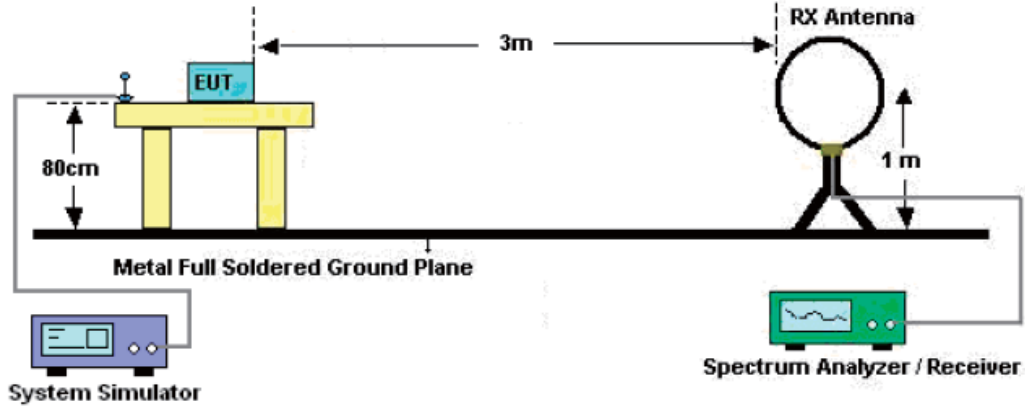 RX Antenna
3m
EUT
80cm
1 m
Metal Full Soldered Ground Plane
System Simulator
Spectrum Analyzer / Receiver